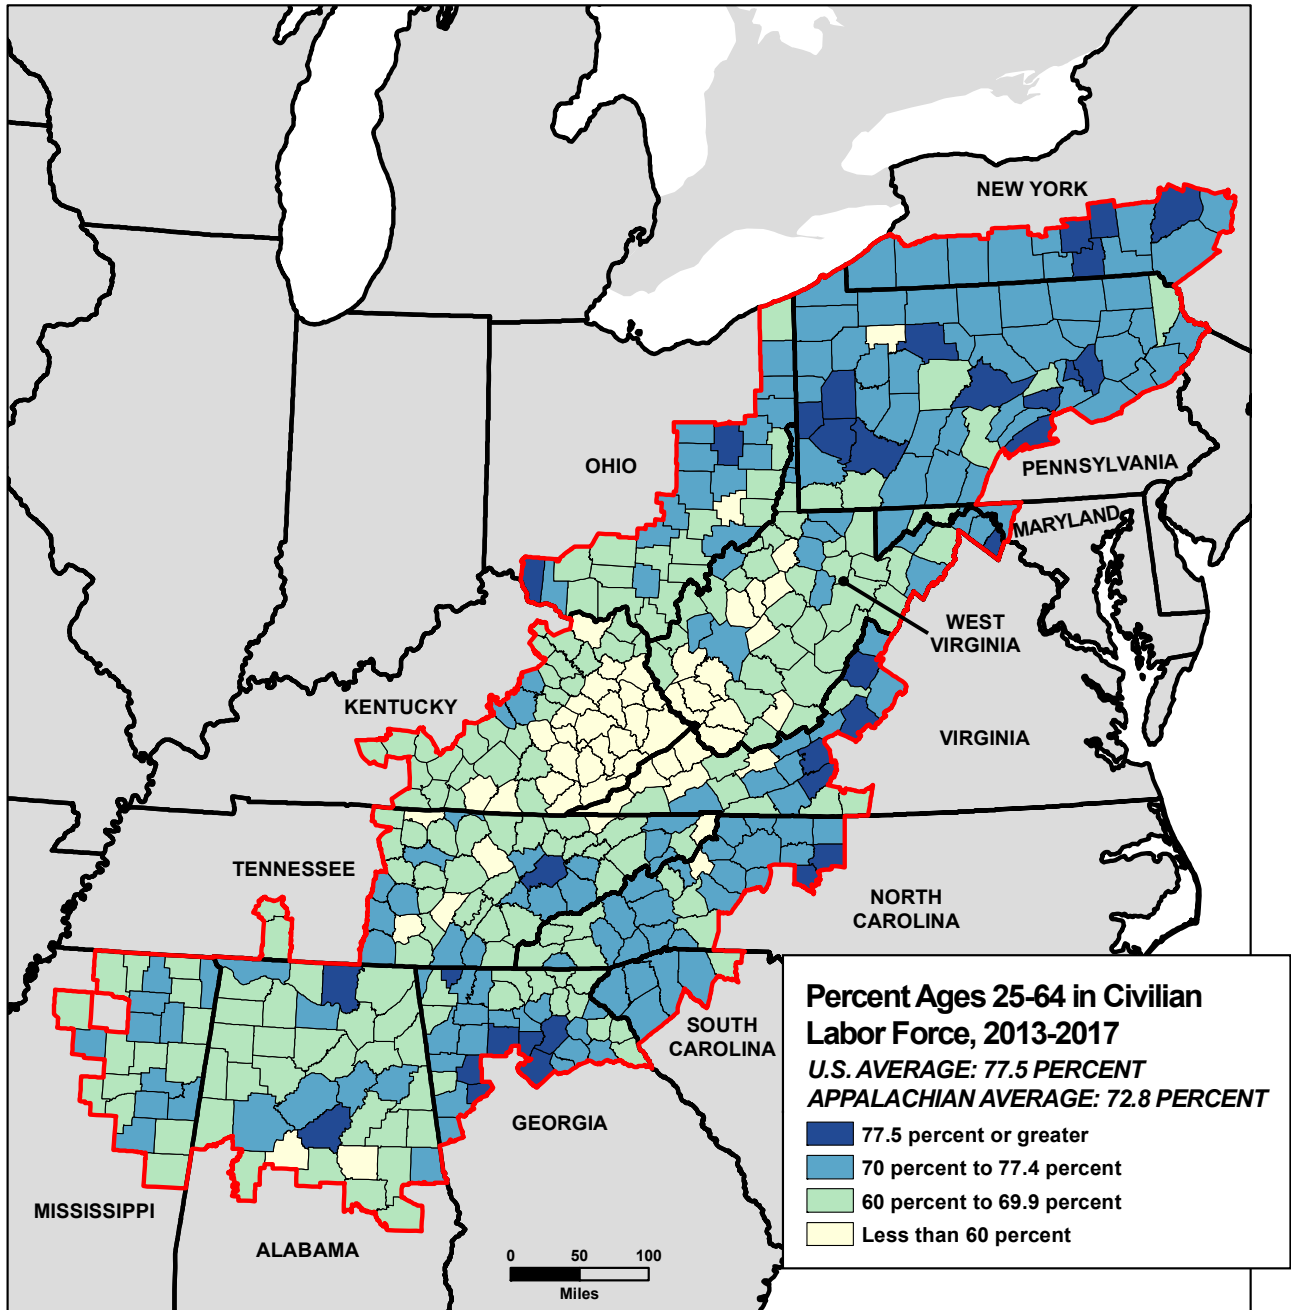 NEW YORK
OHIO
PENNSYLVANIA
MARYLAND
WEST
VIRGINIA
KENTUCKY
VIRGINIA
TENNESSEE
NORTH
CAROLINA
SOUTH
CAROLINA
GEORGIA
MISSISSIPPI
ALABAMA
0 50 100
Miles
Percent Ages 25-64 in Civilian
Labor Force, 2013-2017
U.S. AVERAGE: 77.5 PERCENT
APPALACHIAN AVERAGE: 72.8 PERCENT
77.5 percent or greater
70 percent to 77.4 percent
60 percent to 69.9 percent
Less than 60 percent